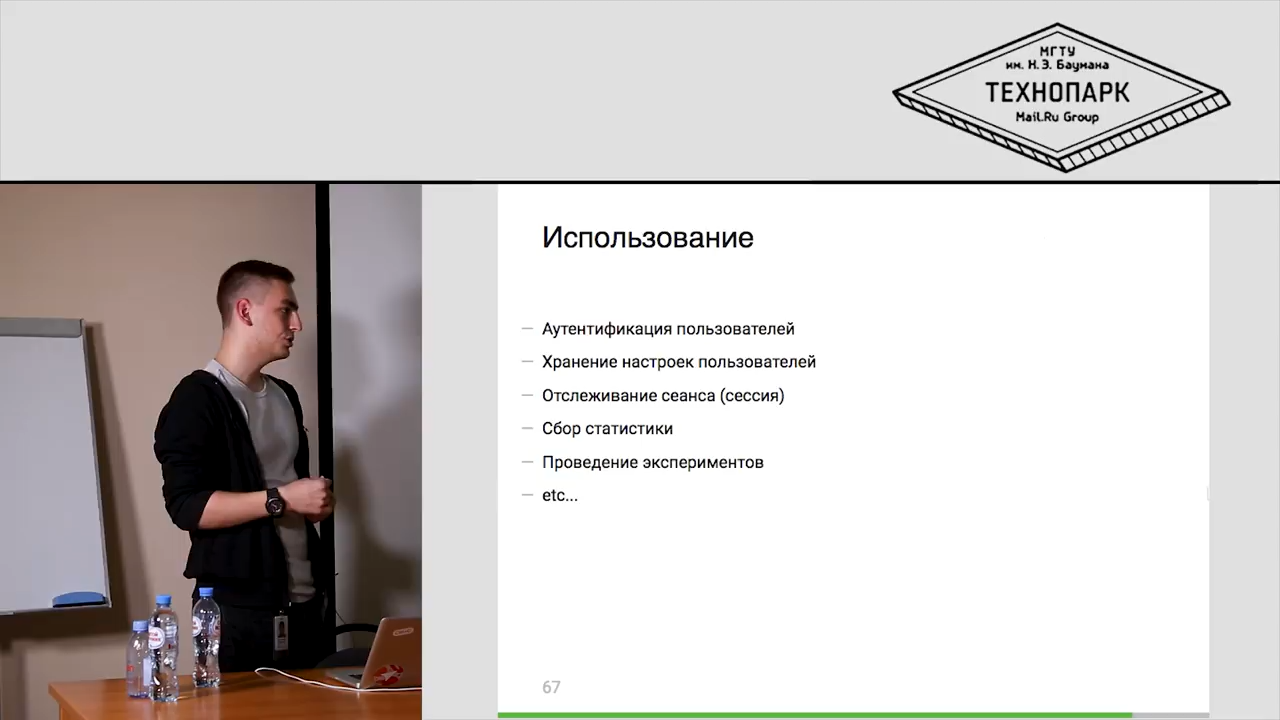 МГТУ
им. Н.Э. Баумана
ТЕХНОПАРК
Mail.Ru Group
Использование
— Аутентификация пользователей
— Хранение настроек пользователей
— Отслеживание сеанса (сессия)
— Сбор статистики
— Проведение экспериментов
— etc...
67